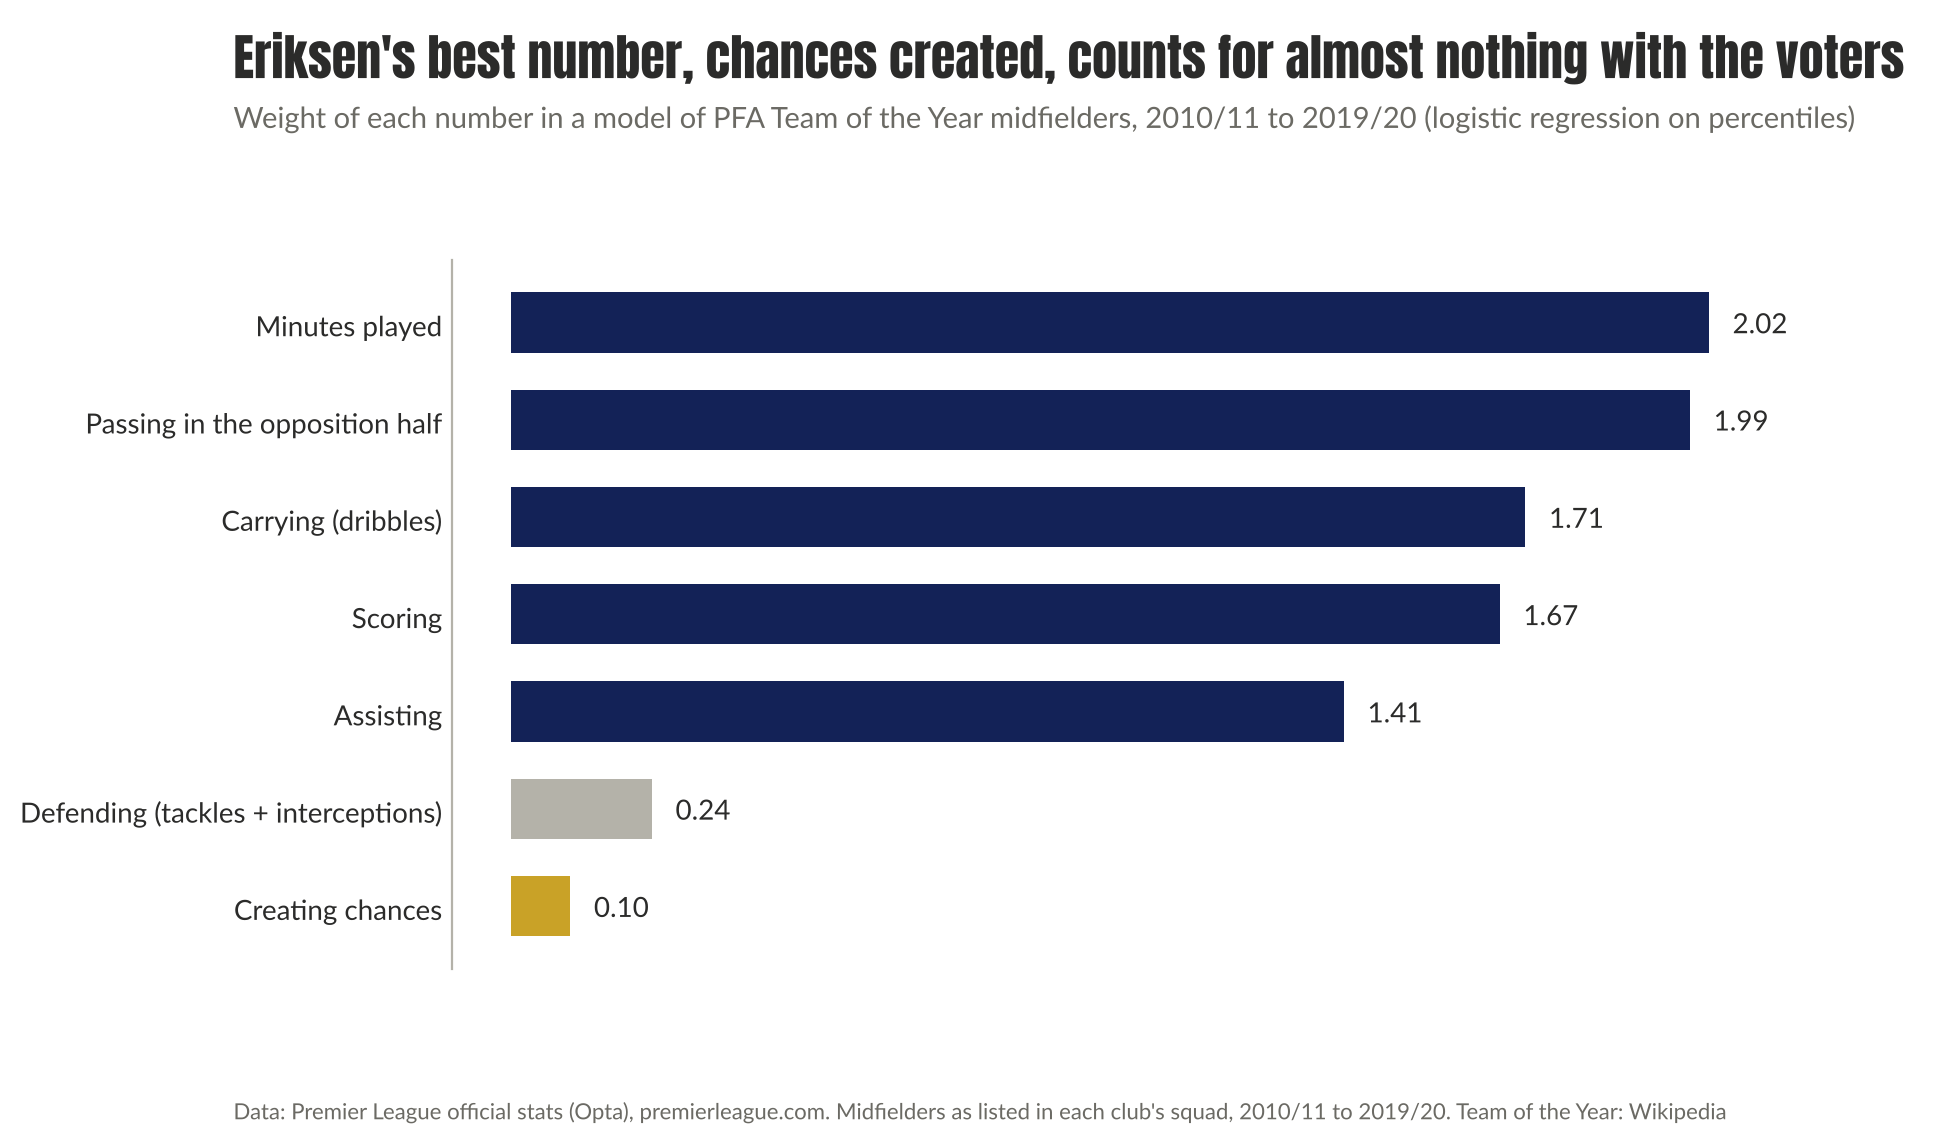 Eriksen's best number, chances created, counts for almost nothing with the voters
Weight of each number in a model of PFA Team of the Year midfielders, 2010/11 to 2019/20 (logistic regression on percentiles)
Minutes played 2.02
Passing in the opposition half 1.99
Carrying (dribbles) 1.71
Scoring 1.67
Assisting 1.41
Defending (tackles + interceptions) 0.24
Creating chances 0.10
Data: Premier League official stats (Opta), premierleague.com. Midfielders as listed in each club's squad, 2010/11 to 2019/20. Team of the Year: Wikipedia